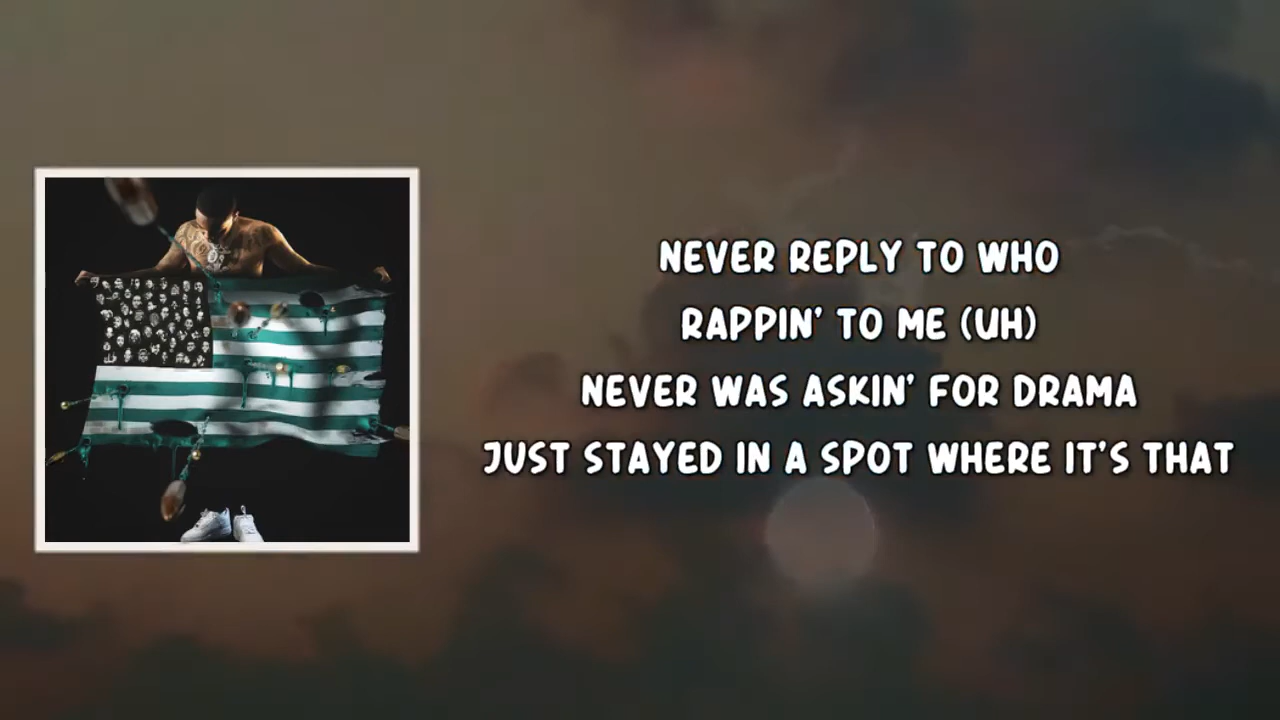 NEVER REPLY TO WHO
RAPPIN' TO ME (UH)
NEVER WAS ASKIN' FOR DRAMA
JUST STAYED IN A SPOT WHERE IT'S THAT